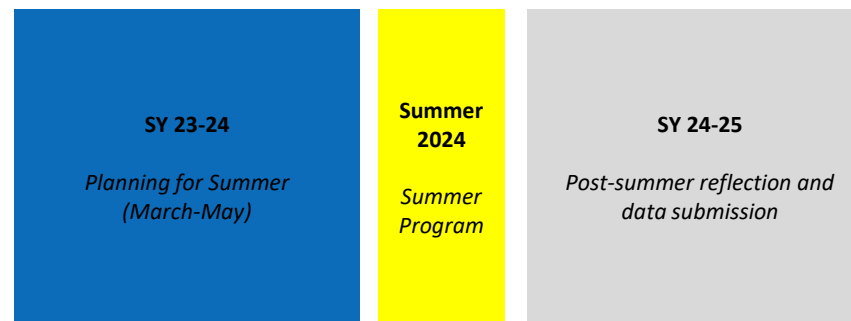 SY 23-24
Planning for Summer
(March-May)
Summer
2024
Summer
Program
SY 24-25
Post-summer reflection and
data submission